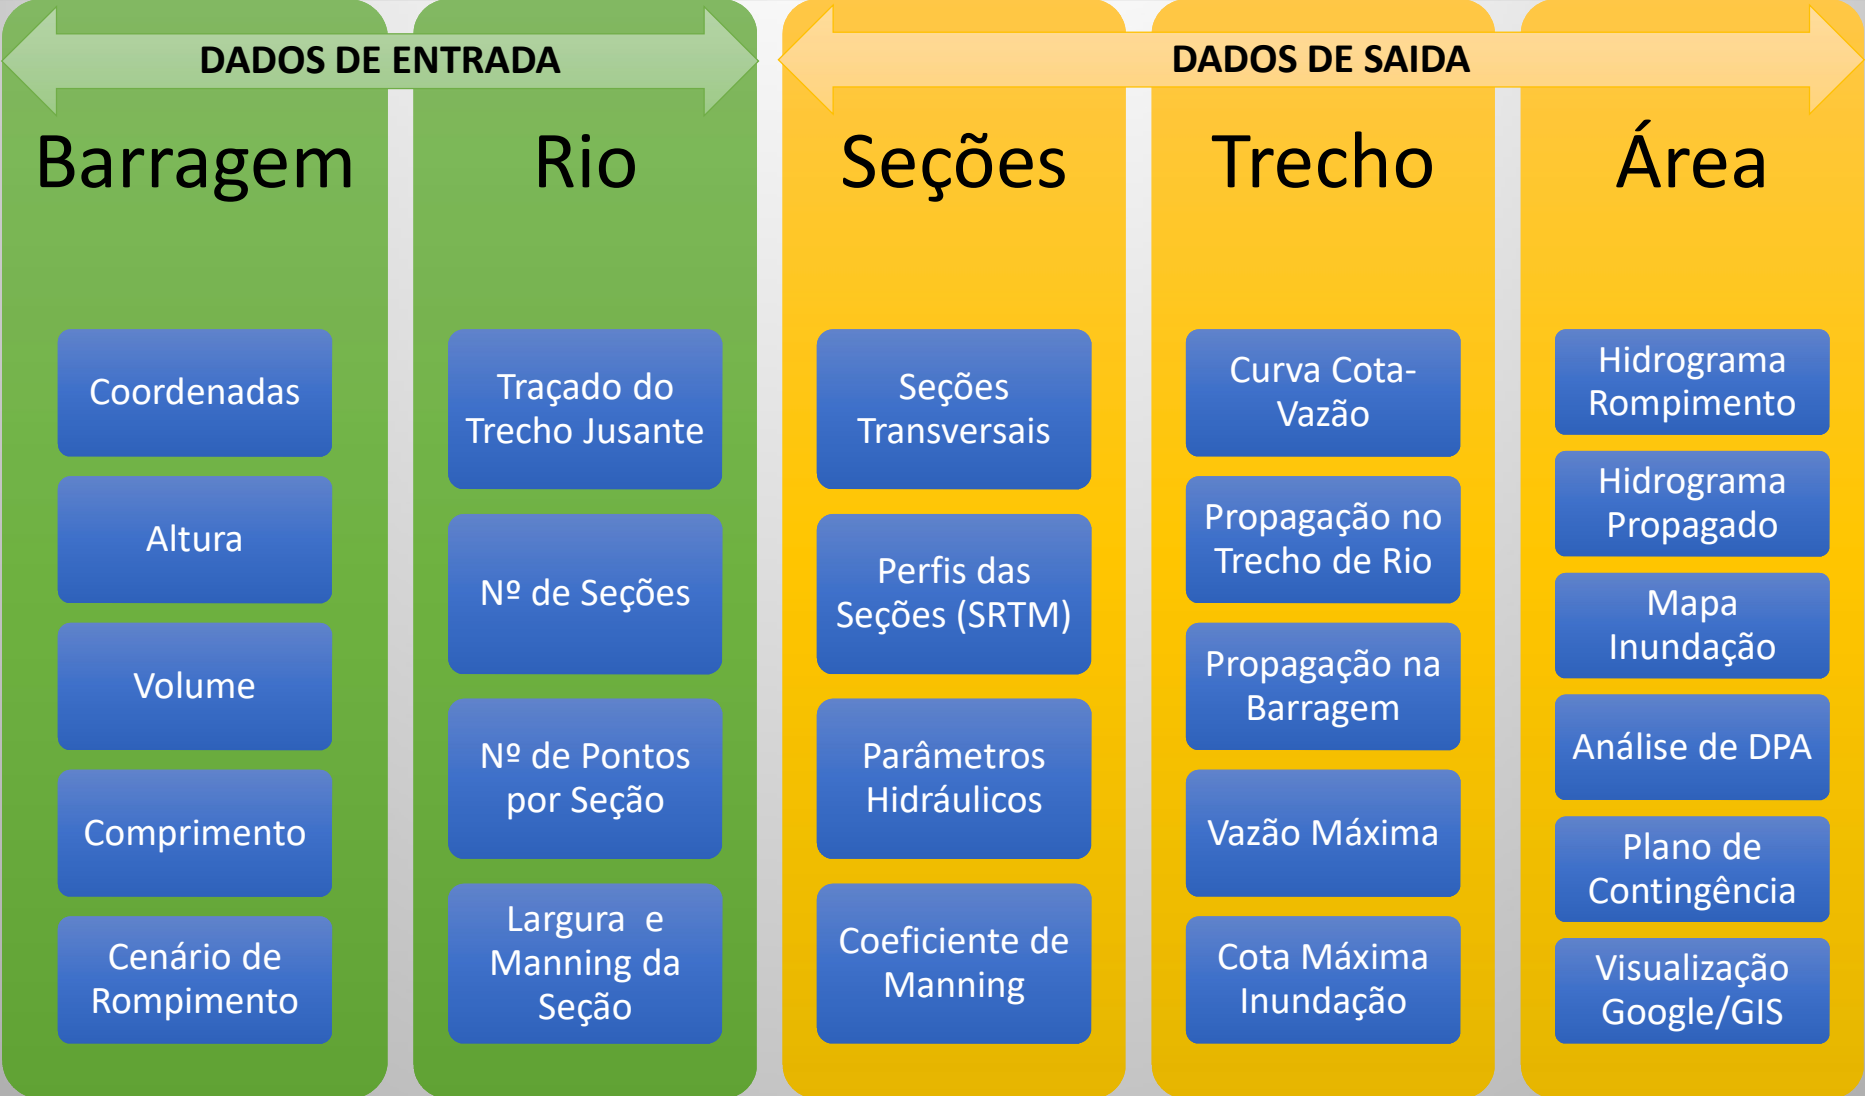 DADOS DE ENTRADA
DADOS DE SAIDA
Barragem
Coordenadas
Altura
Volume
Comprimento
Cenário de
Rompimento
Rio
Traçado do
Trecho Jusante
Nº de Seções
Nº de Pontos
por Seção
Largura  e
Manning da
Seção
Seções
Seções
Transversais
Perfis das
Seções (SRTM)
Parâmetros
Hidráulicos
Coeficiente de
Manning
Trecho
Curva Cota-
Vazão
Propagação no
Trecho de Rio
Propagação na
Barragem
Vazão Máxima
Cota Máxima
Inundação
Área
Hidrograma
Rompimento
Hidrograma
Propagado
Mapa
Inundação
Análise de DPA
Plano de
Contingência
Visualização
Google/GIS